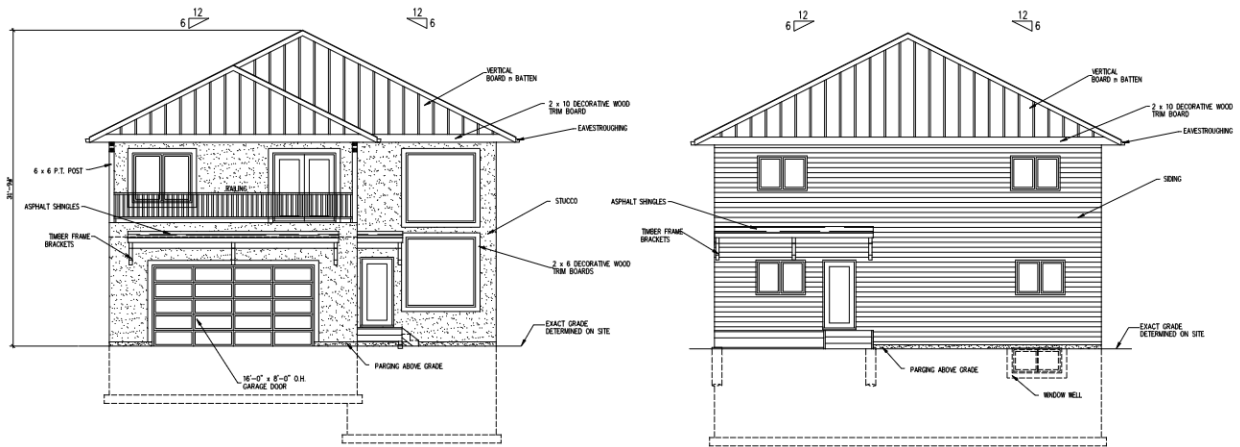 12
6
12
6
VERTICAL
BOARD n BATTEN
2 x 10 DECORATIVE WOOD
TRIM BOARD
EAVESTROUGHING
6 x 6 P.T. POST
RAILING
ASPHALT SHINGLES
STUCCO
TIMBER FRAME
BRACKETS
2 x 6 DECORATIVE WOOD
TRIM BOARDS
EXACT GRADE
DETERMINED ON SITE
PARGING ABOVE GRADE
16'-0" x 8'-0" O.H.
GARAGE DOOR
12
6
12
6
VERTICAL
BOARD n BATTEN
2 x 10 DECORATIVE WOOD
TRIM BOARD
EAVESTROUGHING
SIDING
ASPHALT SHINGLES
TIMBER FRAME
BRACKETS
EXACT GRADE
DETERMINED ON SITE
PARGING ABOVE GRADE
WINDOW WELL